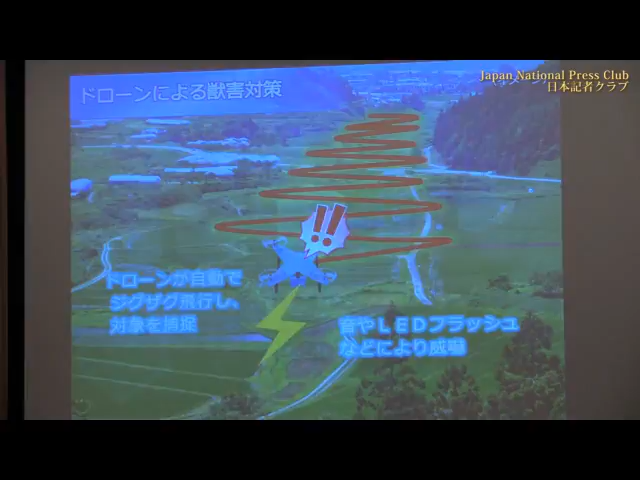 Japan National Press Club
日本記者クラブ
ドローンによる獣害対策
!!
ドローンが自動で
ジグザグ飛行し、
対象を捕捉
音やＬＥＤフラッシュ
などにより威嚇